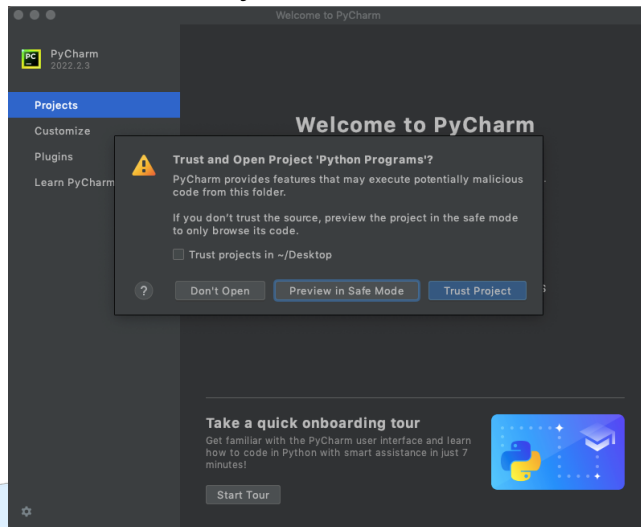 Welcome to PyCharm
PC
PyCharm
2022.2.3
Projects
Customize
Plugins
Learn PyCharm
Welcome to PyCharm
Trust and Open Project 'Python Programs'?
PyCharm provides features that may execute potentially malicious
code from this folder.
If you don't trust the source, preview the project in the safe mode
to only browse its code.
Trust projects in ~/Desktop
?
Don't Open
Preview in Safe Mode
Trust Project
Take a quick onboarding tour
Get familiar with the PyCharm user interface and learn
how to code in Python with smart assistance in just 7
minutes!
Start Tour